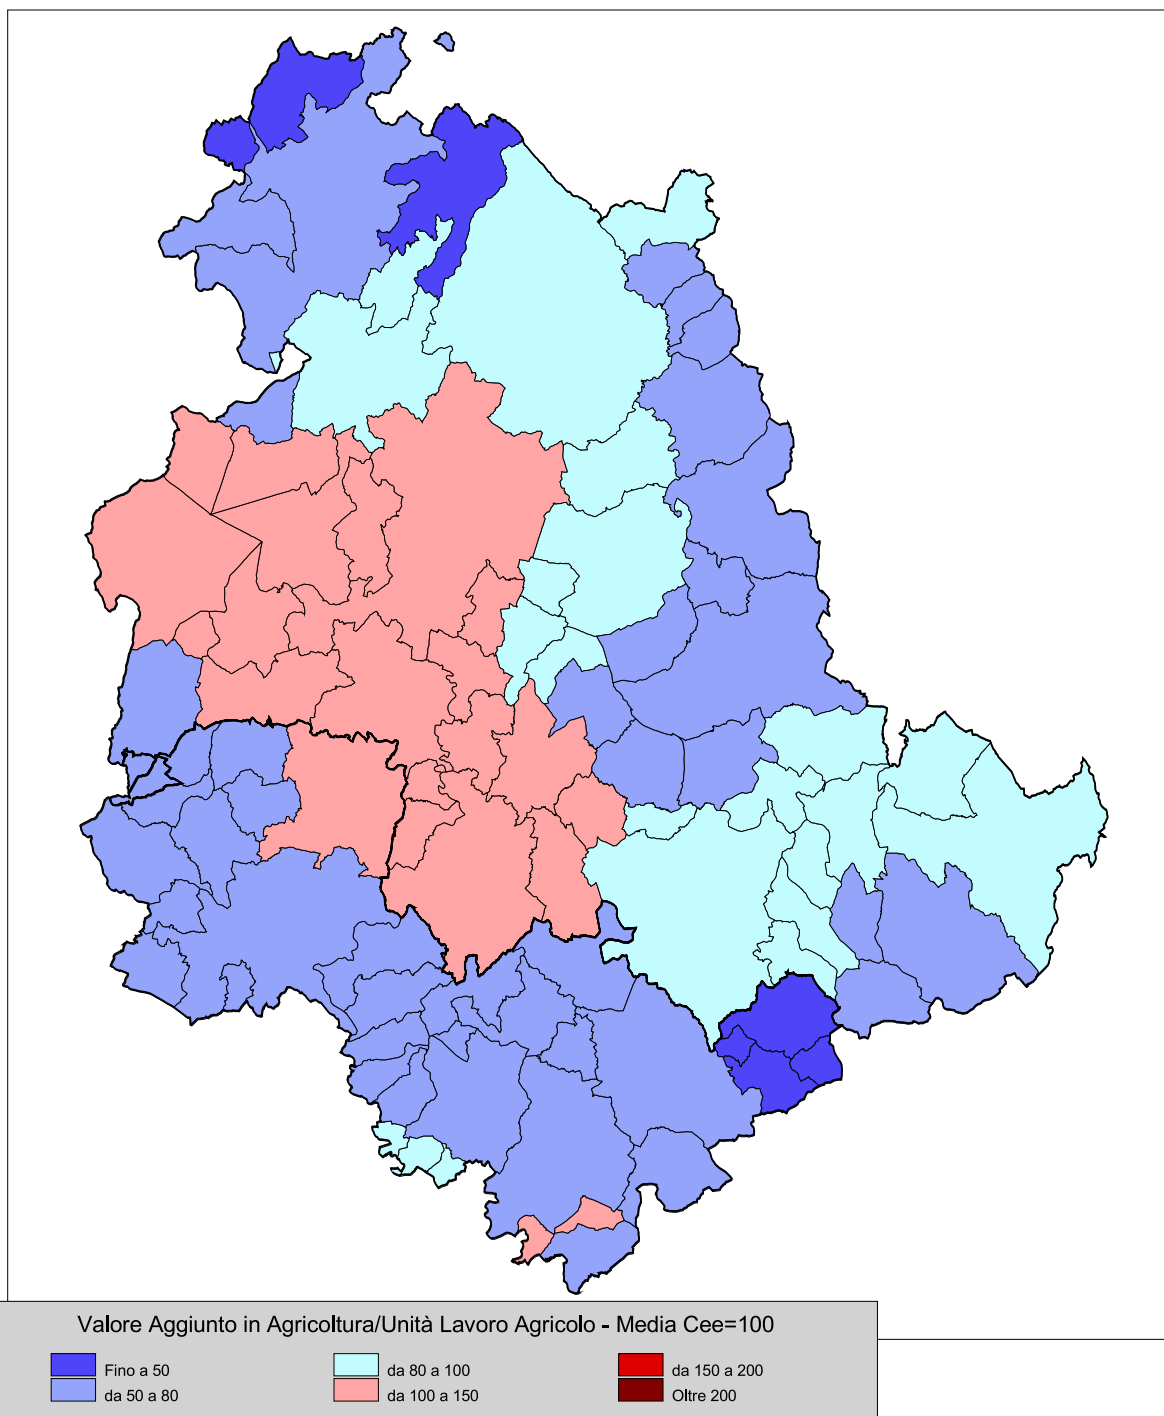 Valore Aggiunto in Agricoltura/Unità Lavoro Agricolo - Media Cee=100
Fino a 50
da 80 a 100
da 150 a 200
da 50 a 80
da 100 a 150
Oltre 200